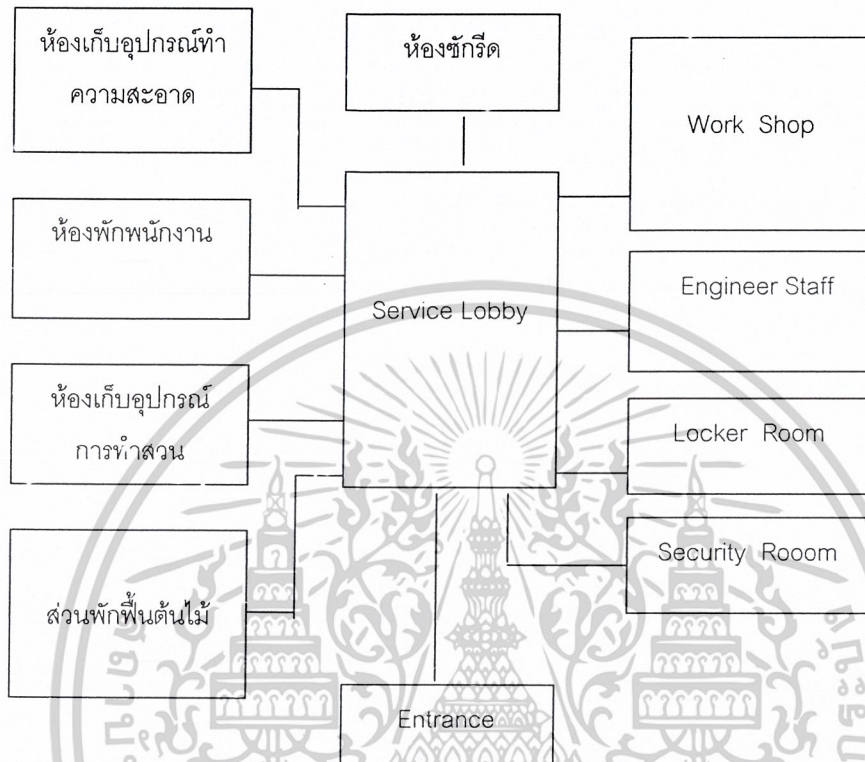 ห้องเก็บอุปกรณ์ทำ
ความสะอาด
ห้องซักรีด
Work Shop
ห้องพักพนักงาน
Service Lobby
Engineer Staff
ห้องเก็บอุปกรณ์
การทำสวน
Locker Room
Security Rooom
ส่วนพักฟื้นต้นไม้
Entrance